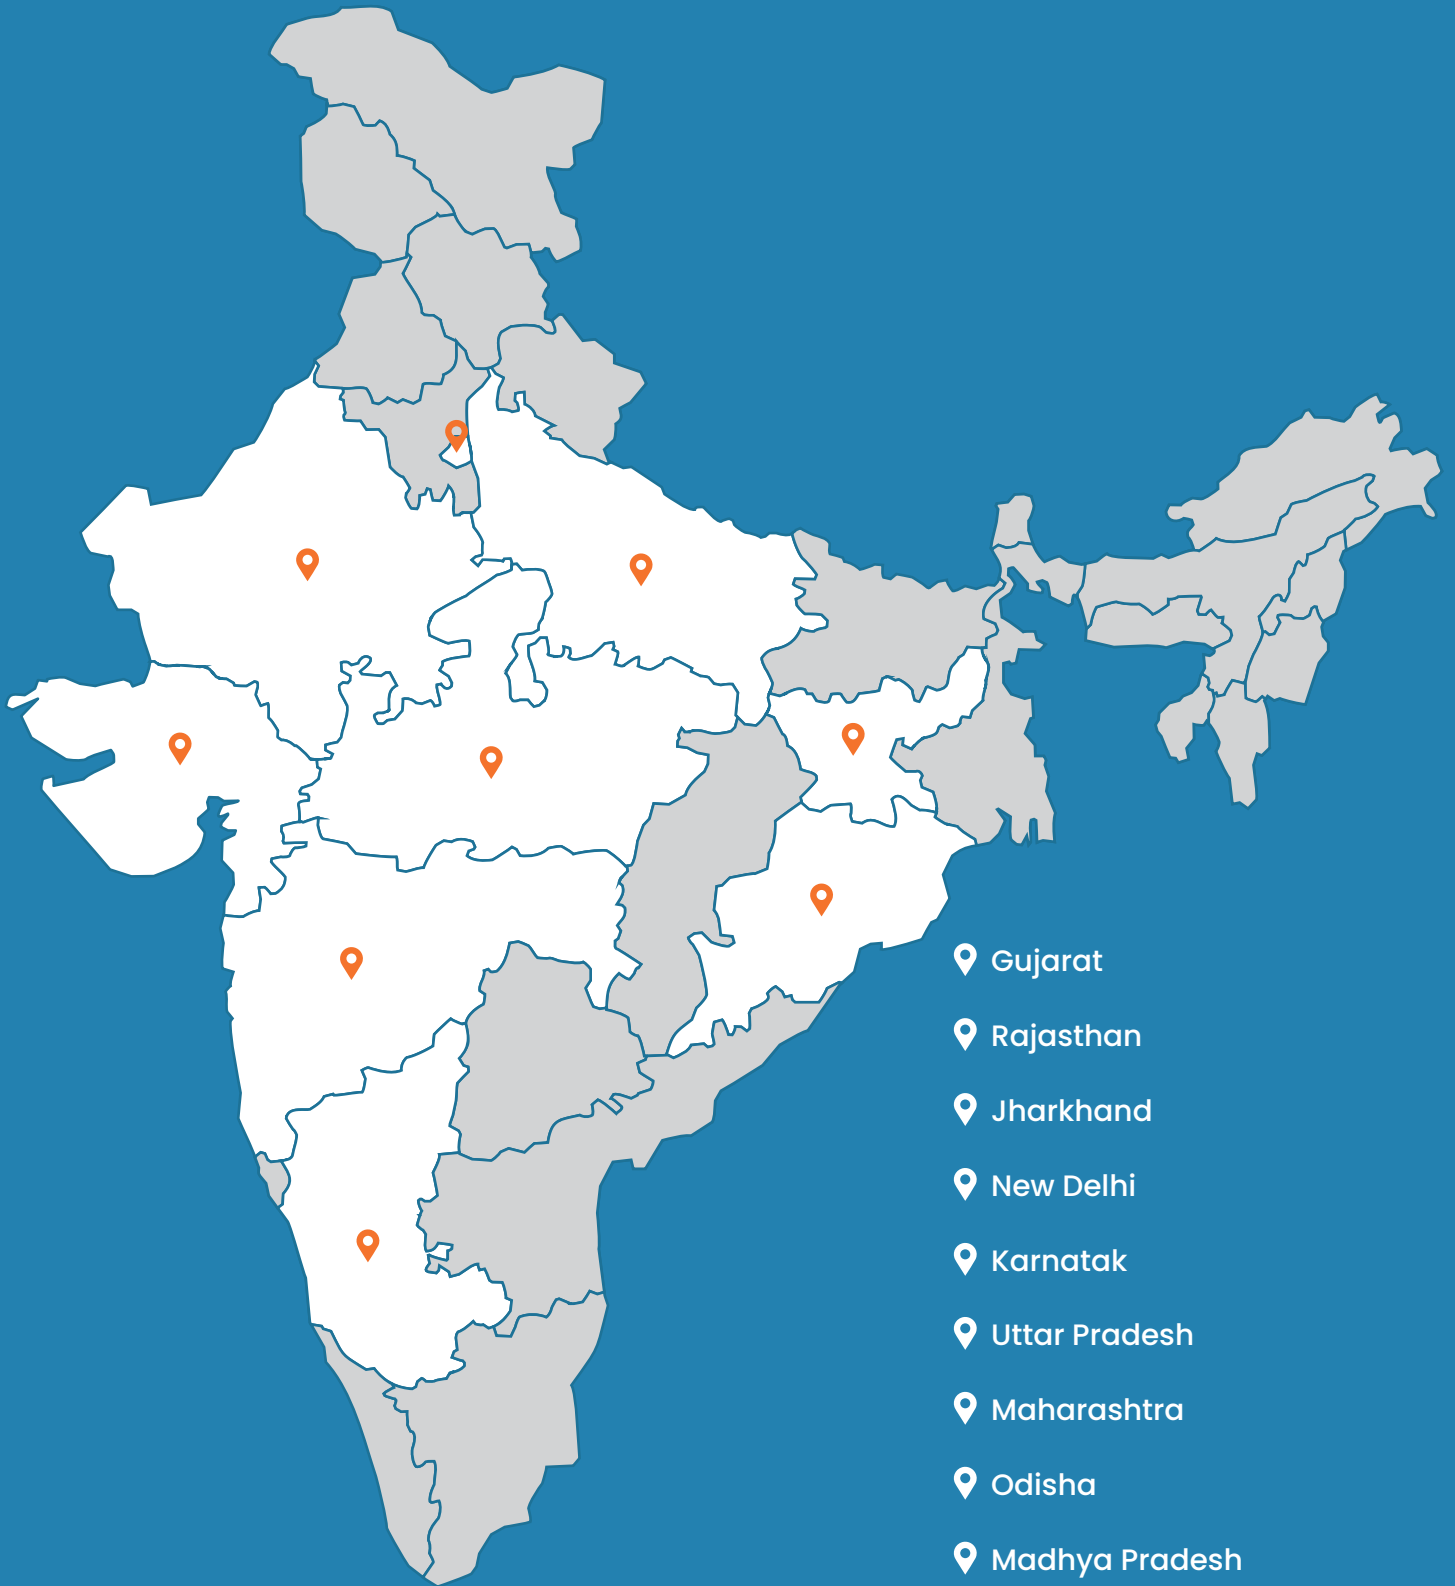 Gujarat
Rajasthan
Jharkhand
New Delhi
Karnatak
Uttar Pradesh
Maharashtra
Odisha
Madhya Pradesh